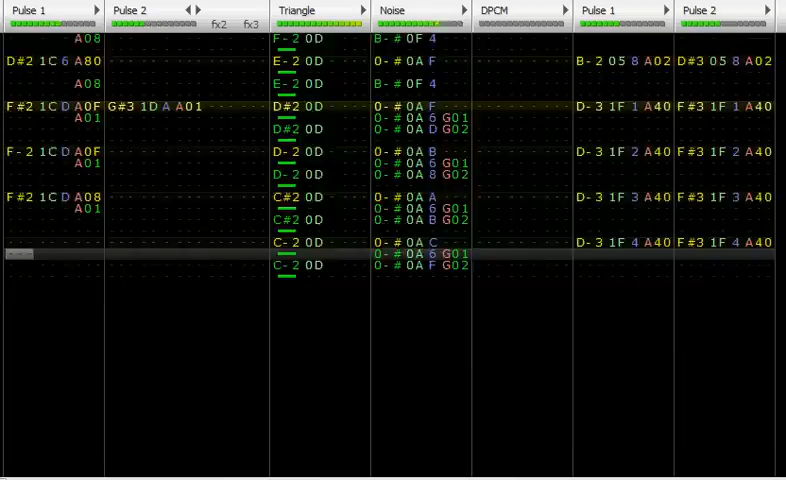 Pulse 1 Pulse 2 Triangle Noise DPCM Pulse 1 Pulse 2
fx2 fx3
A08 F-2 0D B-# 0F 4
D#2 1C 6 A80 E-2 0D 0-# 0A F B-2 05 8 A02 D#3 05 8 A02
A08 E-2 0D B-# 0F 4
F#2 1C D A0F G#3 1D A A01 D#2 0D 0-# 0A F D-3 1F 1 A40 F#3 1F 1 A40
A01 0-# 0A 6 G01
D#2 0D 0-# 0A D G02
F-2 1C D A0F D-2 0D 0-# 0A B D-3 1F 2 A40 F#3 1F 2 A40
A01 0-# 0A 6 G01
D-2 0D 0-# 0A 8 G02
F#2 1C D A08 C#2 0D 0-# 0A A D-3 1F 3 A40 F#3 1F 3 A40
A01 0-# 0A 6 G01
C#2 0D 0-# 0A B G02
C-2 0D 0-# 0A C D-3 1F 4 A40 F#3 1F 4 A40
0-# 0A 6 G01
C-2 0D 0-# 0A F G02